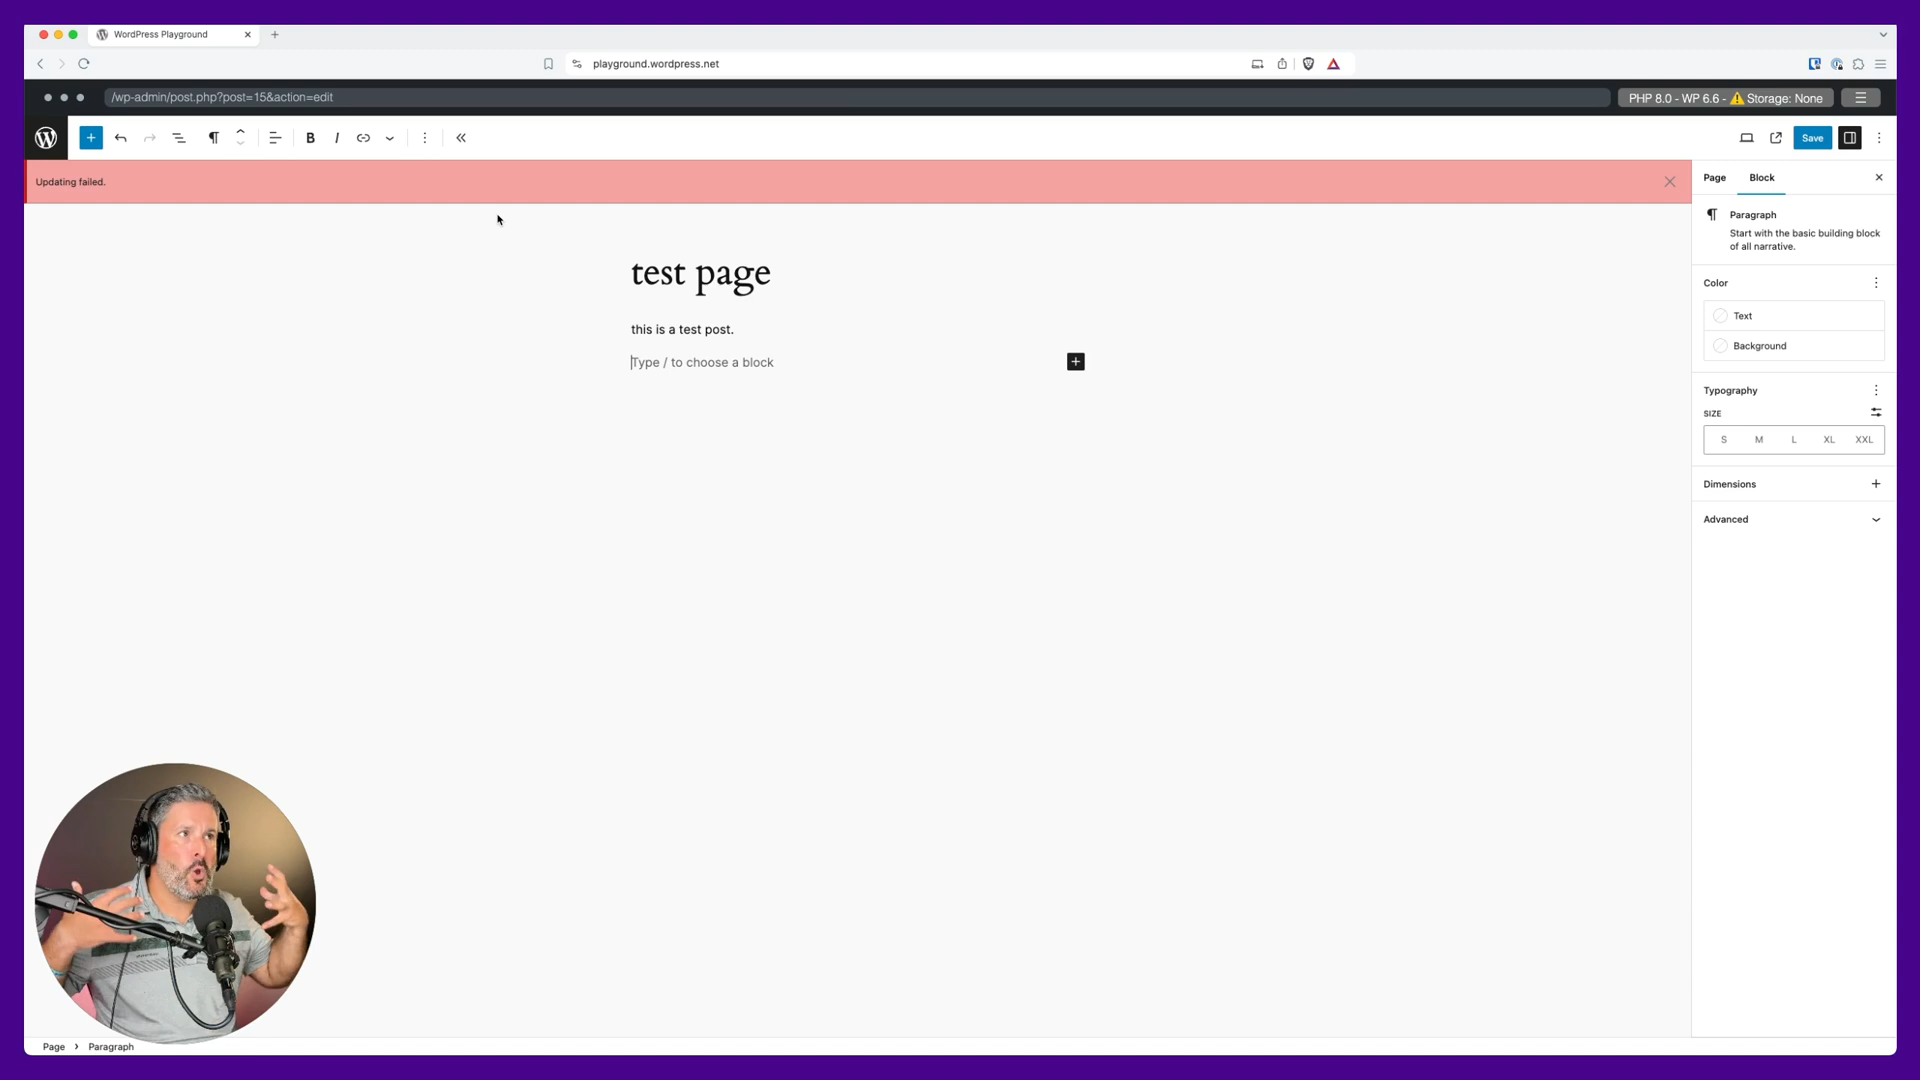 WordPress Playground
playground.wordpress.net
/wp-admin/post.php?post=15&action=edit
PHP 8.0 - WP 6.6 - ⚠️ Storage: None
Save
Updating failed.
Page
Block
Paragraph
Start with the basic building block
of all narrative.
test page
Color
this is a test post.
Text
Type / to choose a block
Background
Typography
SIZE
S M L XL XXL
Dimensions
Advanced
Page › Paragraph